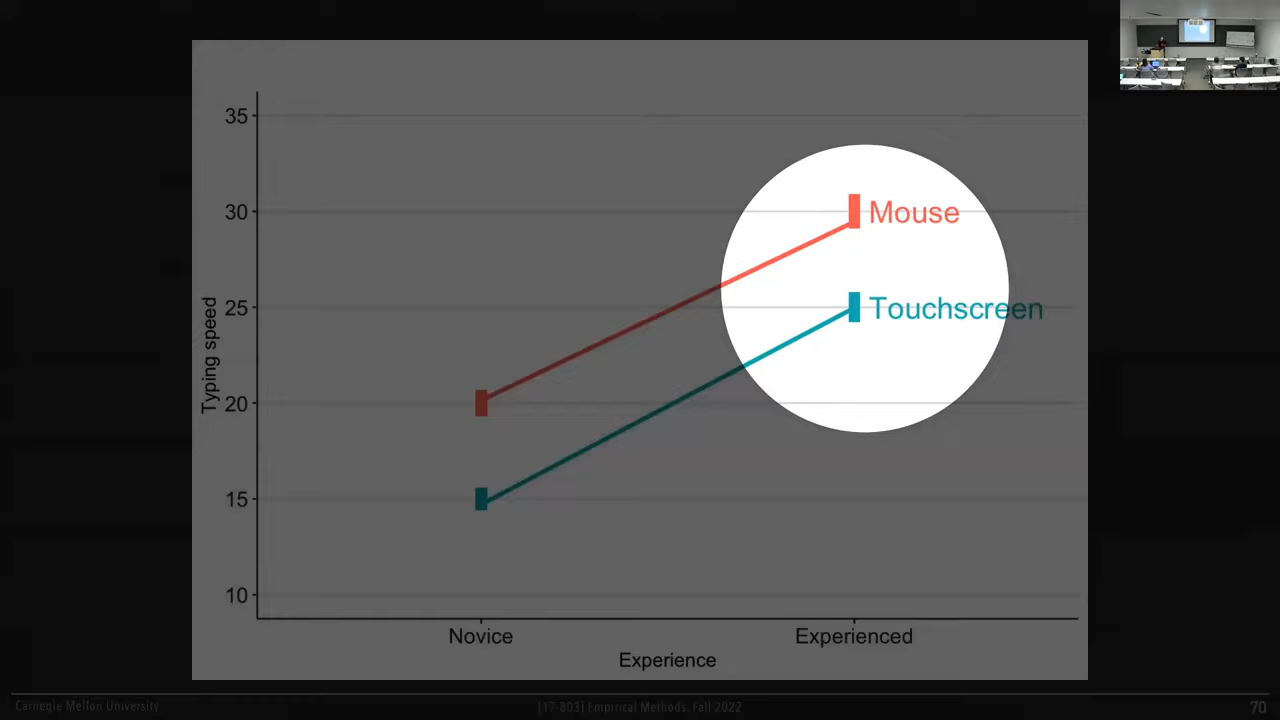 35
30
25
20
15
10
Typing speed
Mouse
Touchscreen
Novice
Experienced
Experience
Carnegie Mellon University
[17-803] Empirical Methods, Fall 2022
70